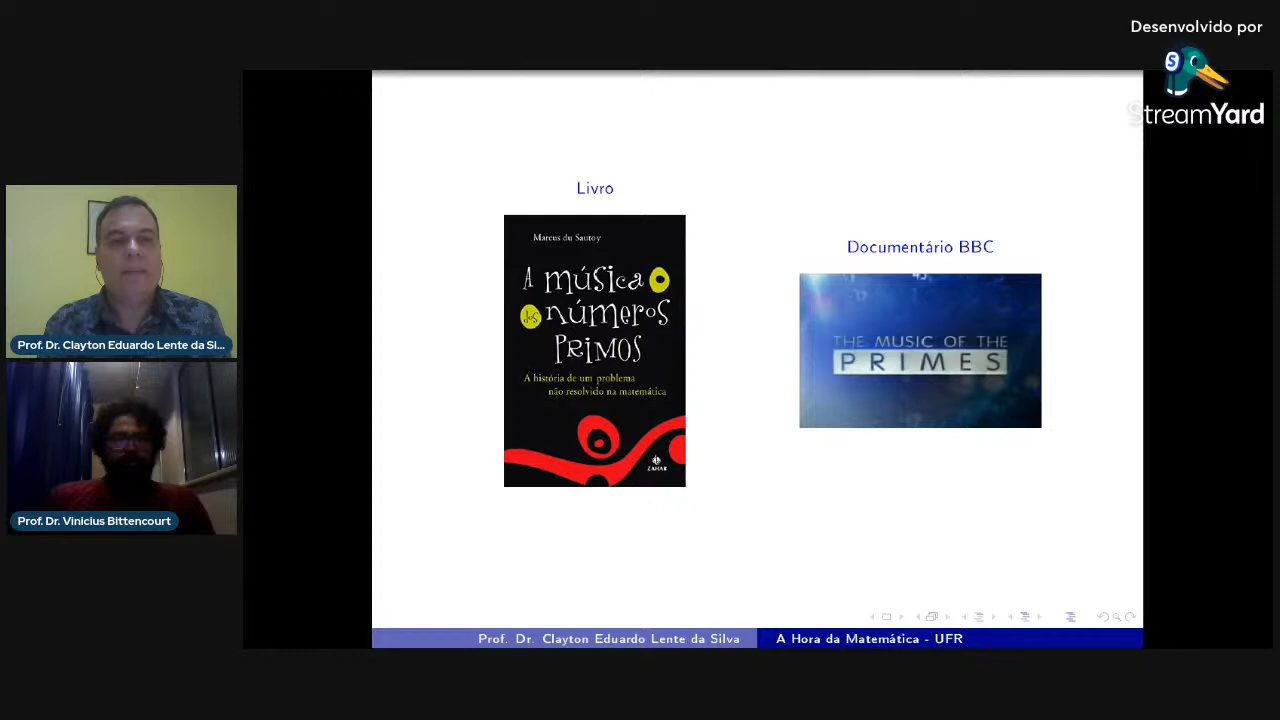 Desenvolvido por
StreamYard
Livro
Marcus du Sautoy
A música
dos números
PRIMOS
A história de um problema
não resolvido na matemática
ZAHAR
Documentário BBC
THE MUSIC OF THE
PRIMES
Prof. Dr. Clayton Eduardo Lente da Si...
Prof. Dr. Vinicius Bittencourt
Prof. Dr. Clayton Eduardo Lente da Silva
A Hora da Matemática - UFR